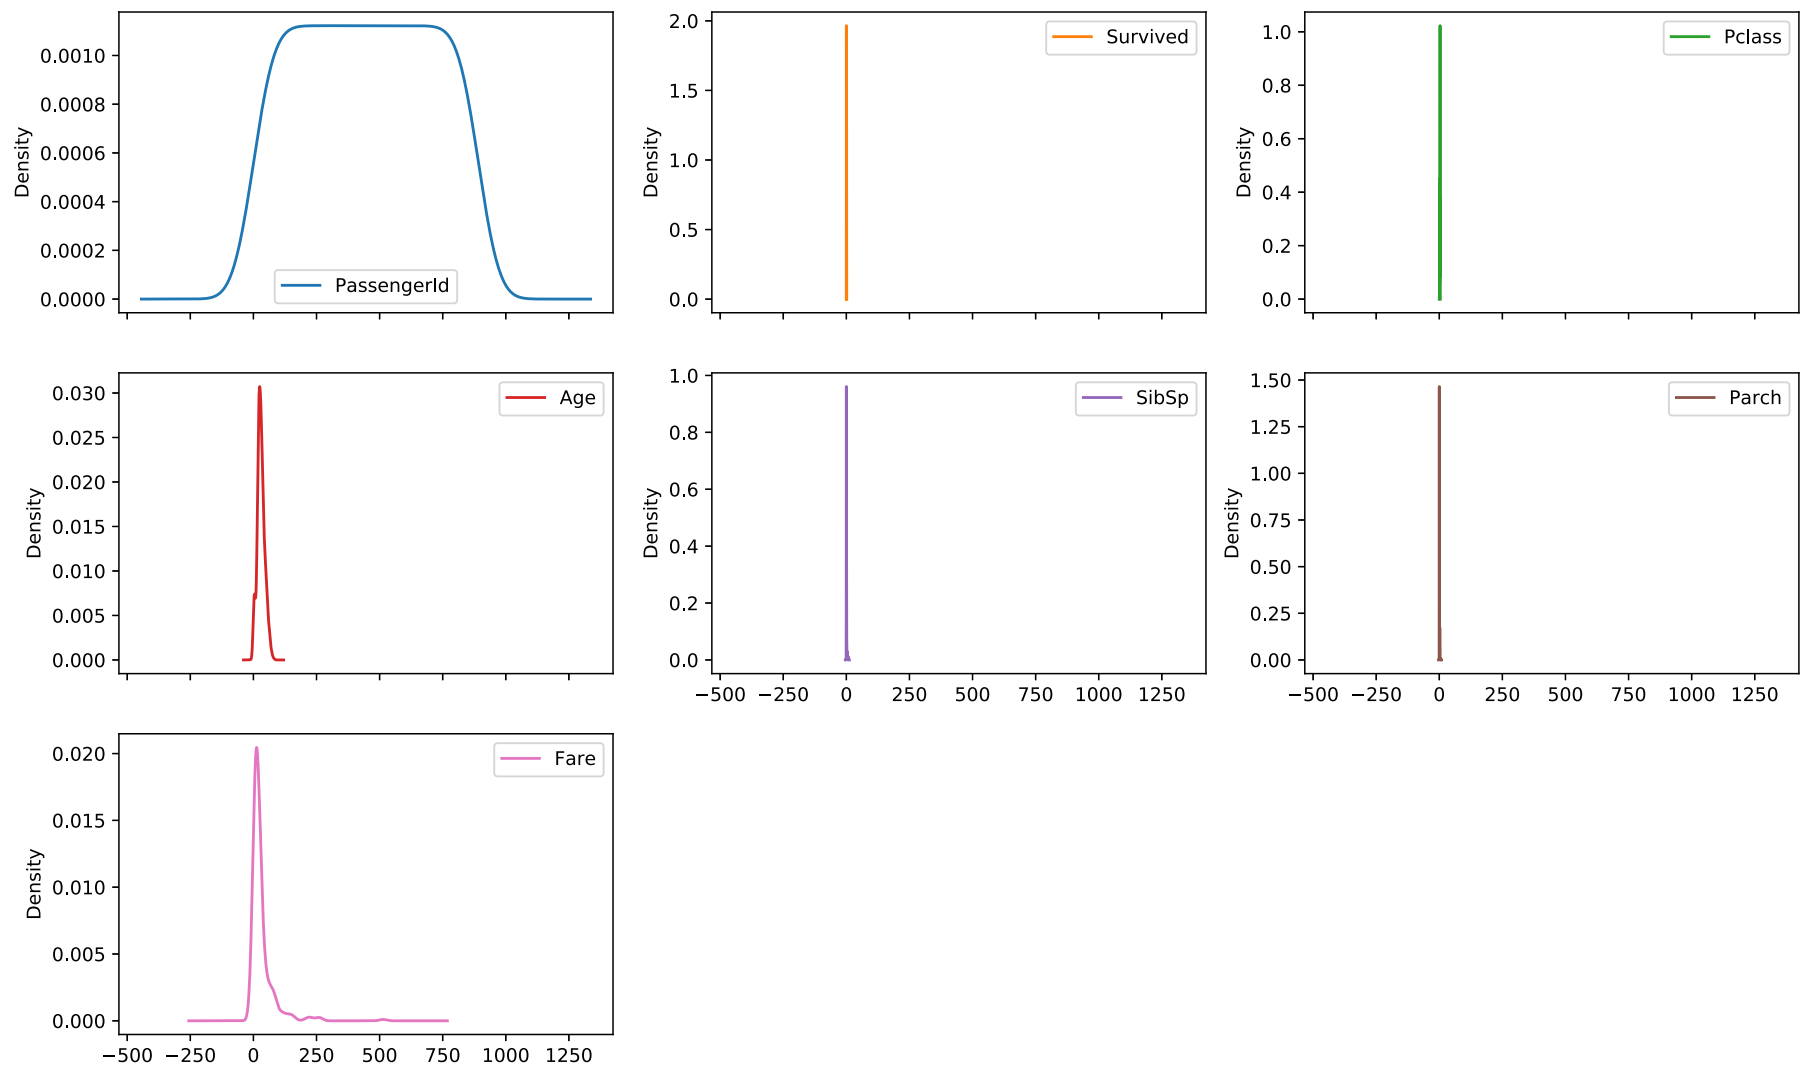 Density
0.0010
0.0008
0.0006
0.0004
0.0002
0.0000
PassengerId
Density
2.0
1.5
1.0
0.5
0.0
Survived
Density
1.0
0.8
0.6
0.4
0.2
0.0
Pclass
Density
0.030
0.025
0.020
0.015
0.010
0.005
0.000
Age
Density
1.0
0.8
0.6
0.4
0.2
0.0
SibSp
−500 −250 0 250 500 750 1000 1250
Density
1.50
1.25
1.00
0.75
0.50
0.25
0.00
Parch
−500 −250 0 250 500 750 1000 1250
Density
0.020
0.015
0.010
0.005
0.000
Fare
−500 −250 0 250 500 750 1000 1250